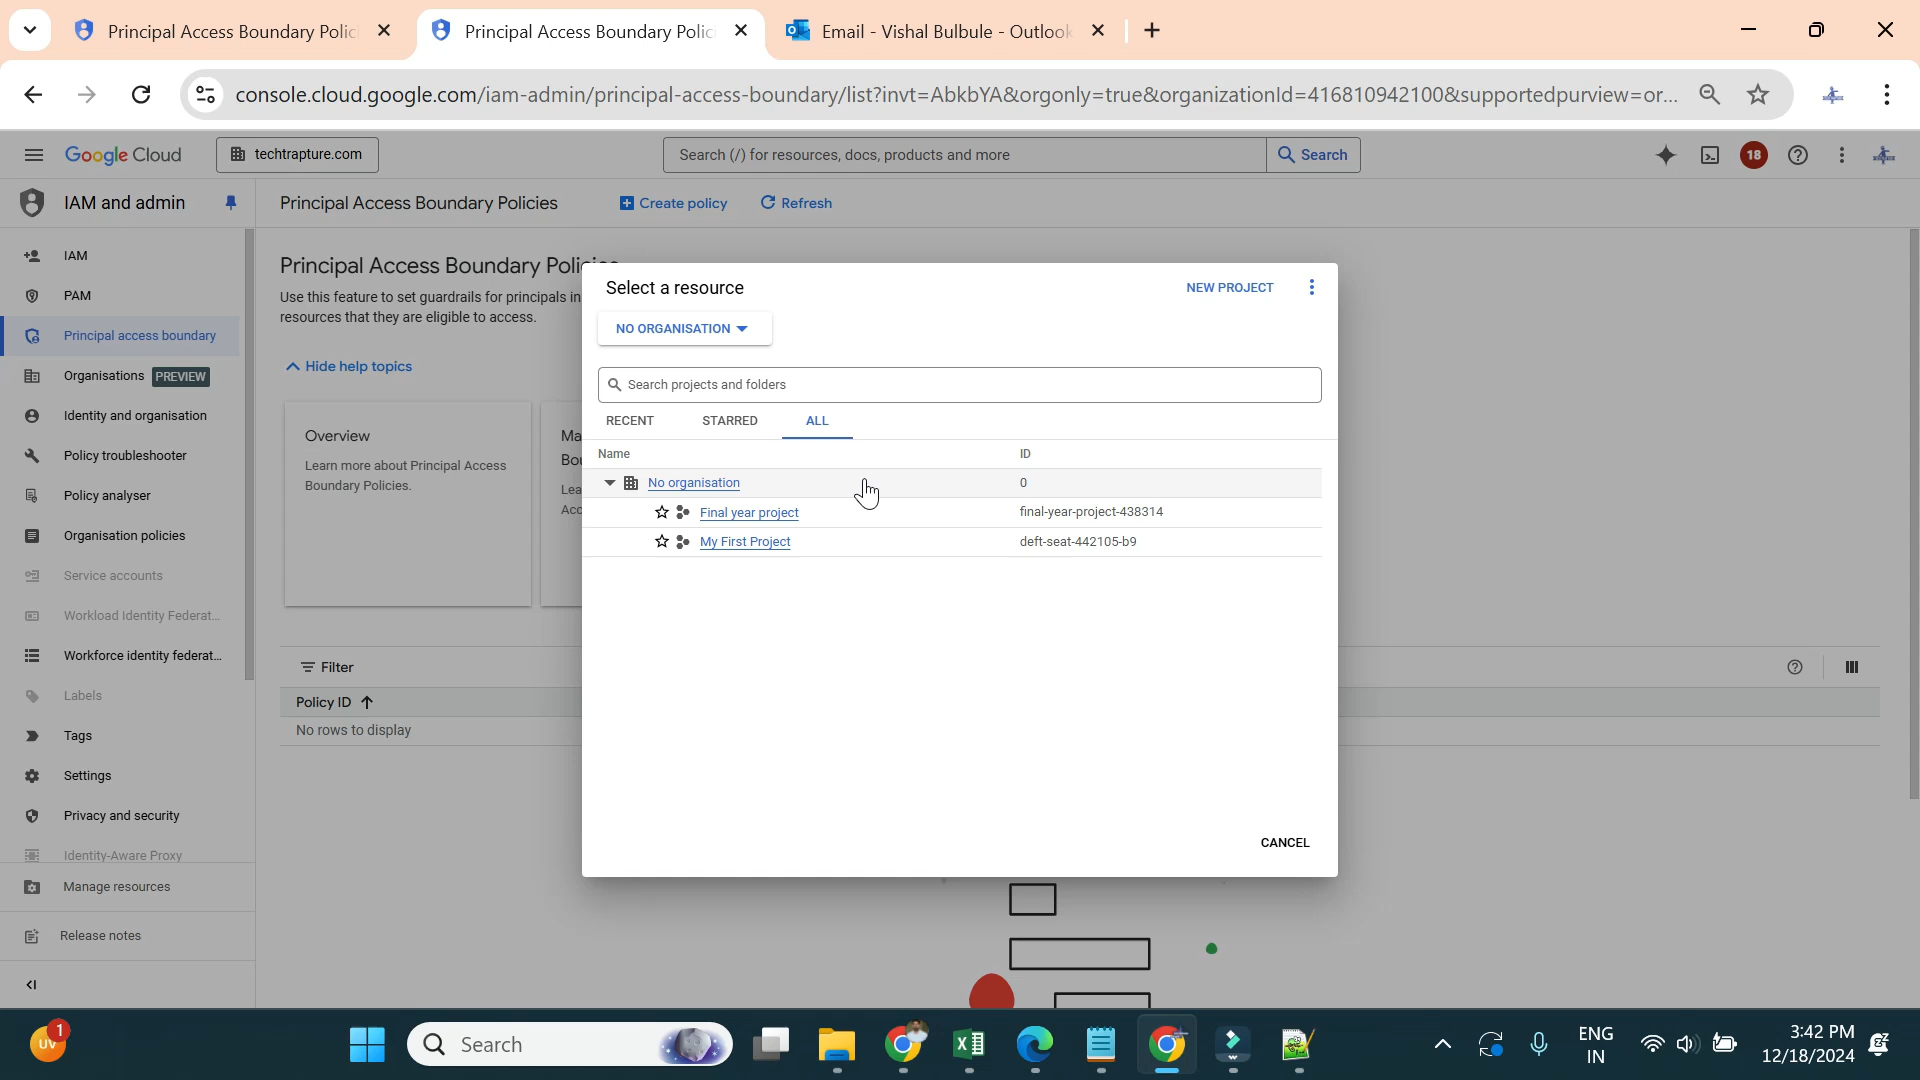 Principal Access Boundary Polic
Principal Access Boundary Polic
Email - Vishal Bulbule - Outlook
console.cloud.google.com/iam-admin/principal-access-boundary/list?invt=AbkbYA&orgonly=true&organizationId=416810942100&supportedpurview=or...
Google Cloud
techtrapture.com
Search (/) for resources, docs, products and more
Search
18
IAM and admin
Principal Access Boundary Policies
Create policy
Refresh
IAM
PAM
Principal access boundary
Organisations PREVIEW
Identity and organisation
Policy troubleshooter
Policy analyser
Organisation policies
Service accounts
Workload Identity Federat...
Workforce identity federat...
Labels
Tags
Settings
Privacy and security
Identity-Aware Proxy
Manage resources
Release notes
Principal Access Boundary Policies
Use this feature to set guardrails for principals in
resources that they are eligible to access.
Hide help topics
Overview
Learn more about Principal Access
Boundary Policies.
Ma
Bou
Lea
Acc
Filter
Policy ID
No rows to display
Select a resource
NEW PROJECT
NO ORGANISATION
Search projects and folders
RECENT STARRED ALL
Name ID
No organisation 0
Final year project final-year-project-438314
My First Project deft-seat-442105-b9
CANCEL
UV 1
Search
ENG
IN
3:42 PM
12/18/2024